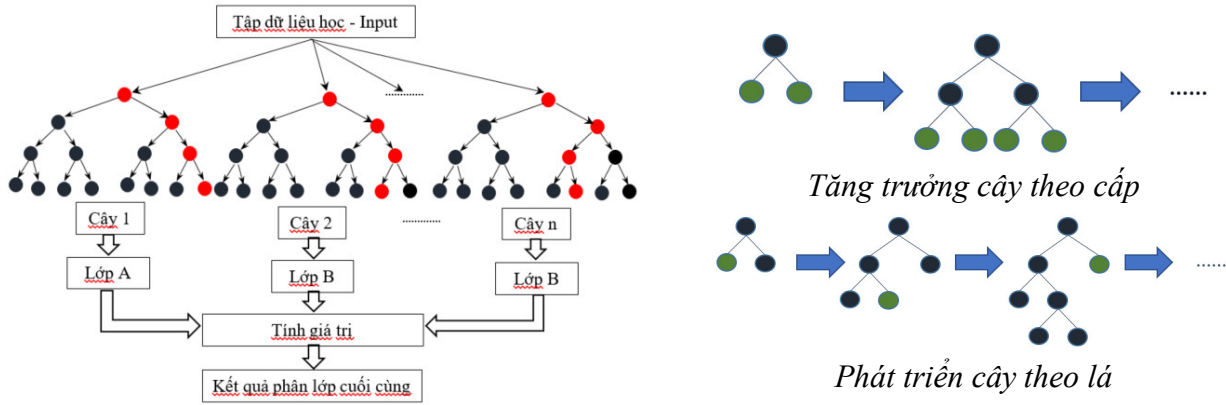 Tập dữ liệu học - Input
.............
Cây 1
Cây 2
.............
Cây n
Lớp A
Lớp B
Lớp B
Tính giá trị
Kết quả phân lớp cuối cùng
......
Tăng trưởng cây theo cấp
......
Phát triển cây theo lá